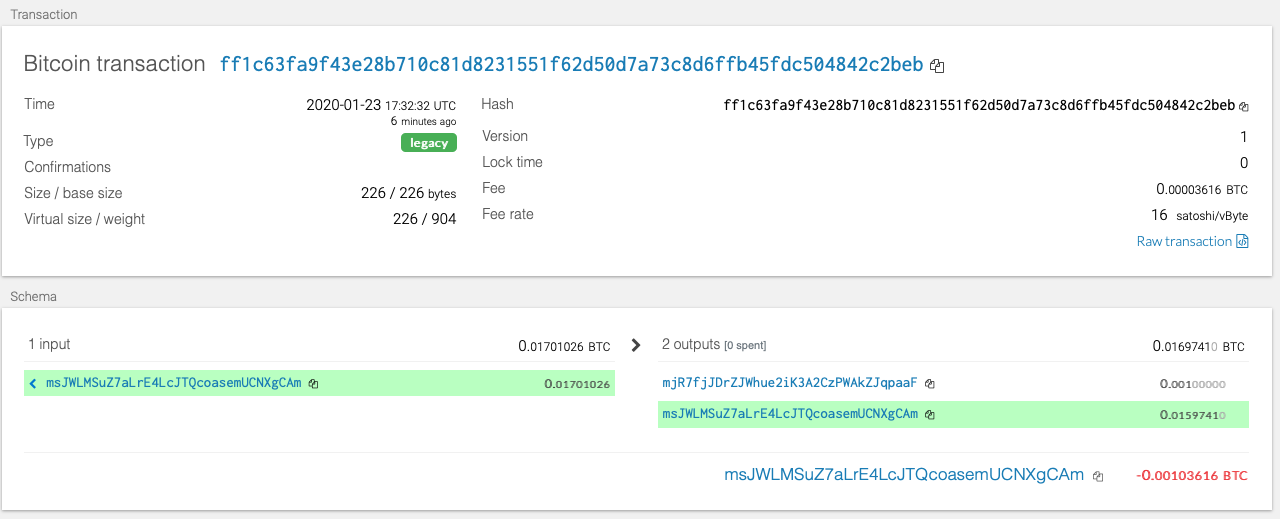 Transaction
Bitcoin transaction ff1c63fa9f43e28b710c81d8231551f62d50d7a73c8d6ffb45fdc504842c2beb
Time 2020-01-23 17:32:32 UTC
6 minutes ago
Type legacy
Confirmations
Size / base size 226 / 226 bytes
Virtual size / weight 226 / 904
Hash ff1c63fa9f43e28b710c81d8231551f62d50d7a73c8d6ffb45fdc504842c2beb
Version 1
Lock time 0
Fee 0.00003616 BTC
Fee rate 16 satoshi/vByte
Raw transaction
Schema
1 input 0.01701026 BTC
msJWLMSuZ7aLrE4LcJTQcoasemUCNXgCAm 0.01701026
2 outputs [0 spent] 0.01697410 BTC
mjR7fjJDrZJWhue2iK3A2CzPWAkZJqpaaF 0.00100000
msJWLMSuZ7aLrE4LcJTQcoasemUCNXgCAm 0.01597410
msJWLMSuZ7aLrE4LcJTQcoasemUCNXgCAm -0.00103616 BTC